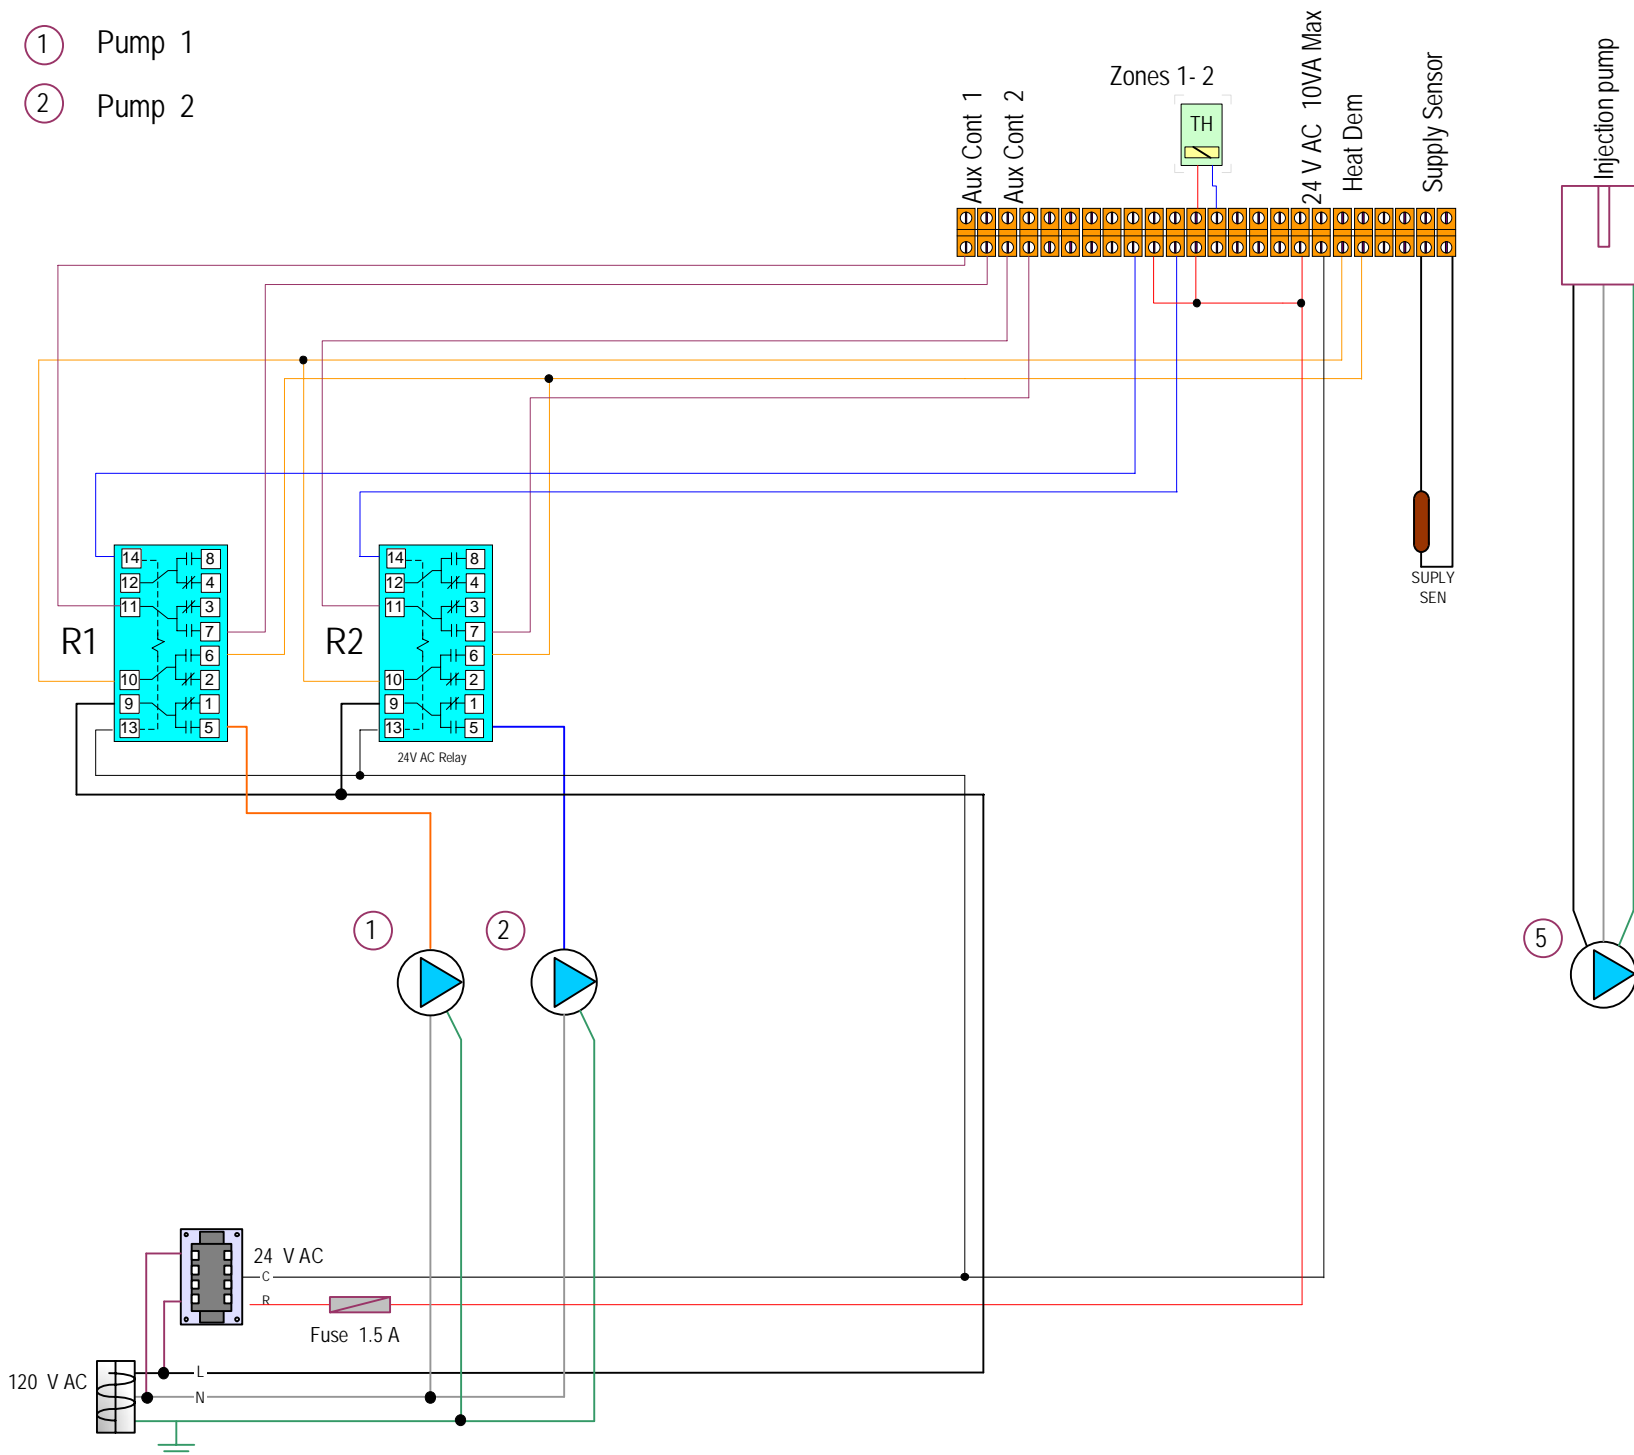 1 Pump 1
2 Pump 2
Zones 1- 2
TH
Aux Cont 1
Aux Cont 2
24 V AC 10VA Max
Heat Dem
Supply Sensor
Injection pump
SUPLY
SEN
R1
14
12
11
10
9
13
8
4
3
7
6
2
1
5
R2
14
12
11
10
9
13
8
4
3
7
6
2
1
5
24V AC Relay
1
2
5
24 V AC
C
R
Fuse 1.5 A
120 V AC
L
N